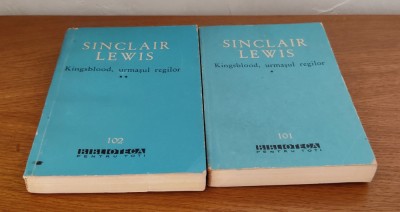 SINCLAIR
LEWIS
Kingsblood, urmașul regilor
**
102
BIBLIOTECA
PENTRU TOȚI
SINCLAIR
LEWIS
Kingsblood, urmașul regilor
*
101
BIBLIOTECA
PENTRU TOȚI